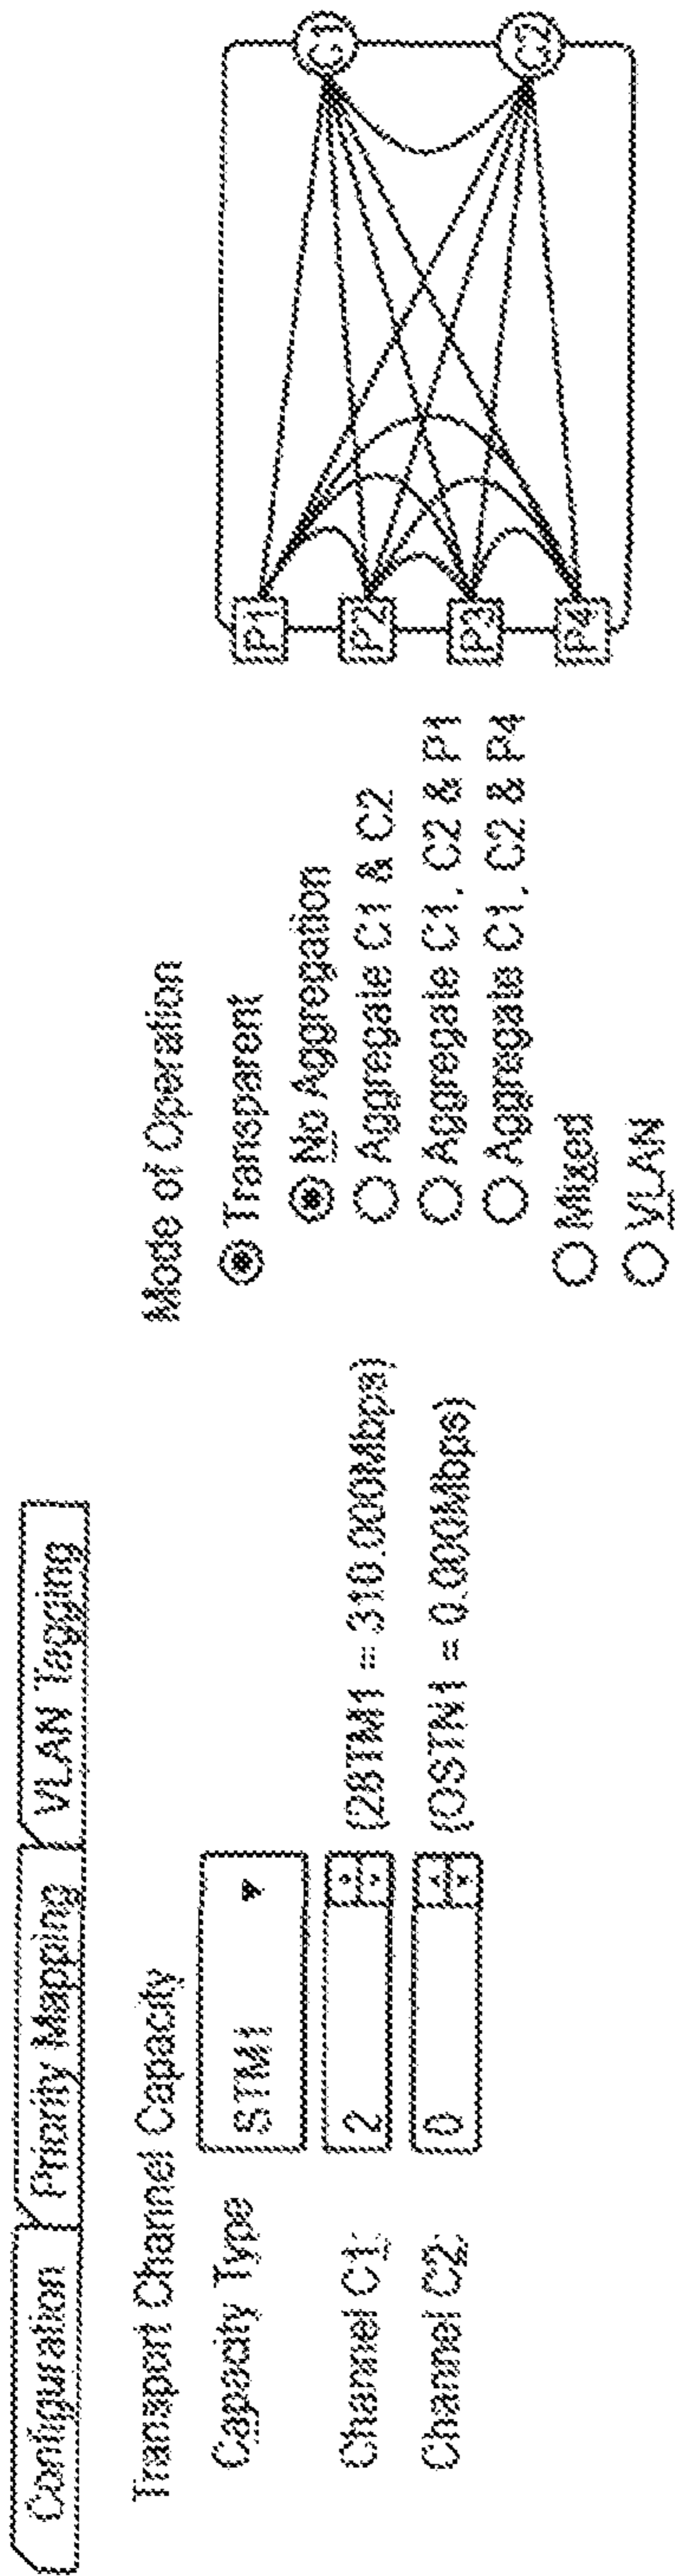 Configuration
Priority Mapping
VLAN Tagging
Transport Channel Capacity
Capacity Type
STM1
Channel C1:
2
(2STM1 = 310.000Mbps)
Channel C2:
0
(OSTN1 = 0.000Mbps)
Mode of Operation
Transparent
No Aggregation
Aggregate C1 & C2
Aggregate C1, C2 & P1
Aggregate C1, C2 & P4
Mixed
VLAN
P1
P2
P3
P4
C1
C2